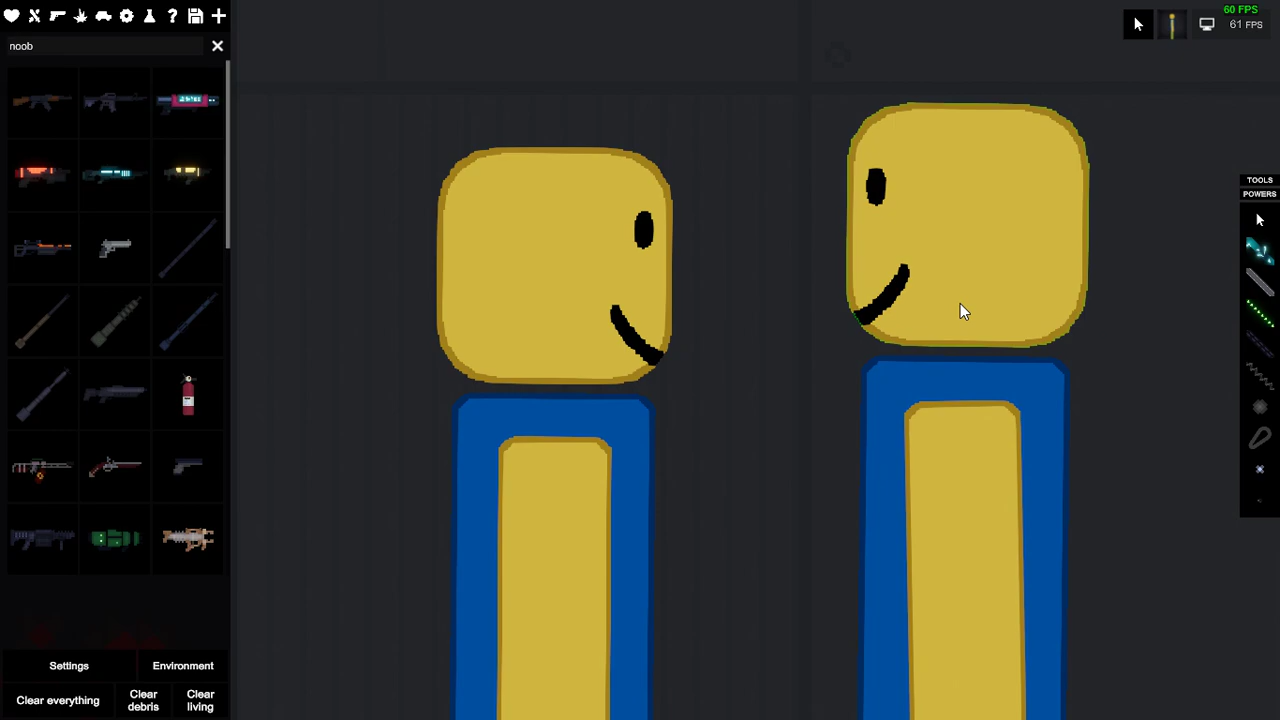 60 FPS
61 FPS
noob
TOOLS
POWERS
Settings
Environment
Clear everything
Clear debris
Clear living